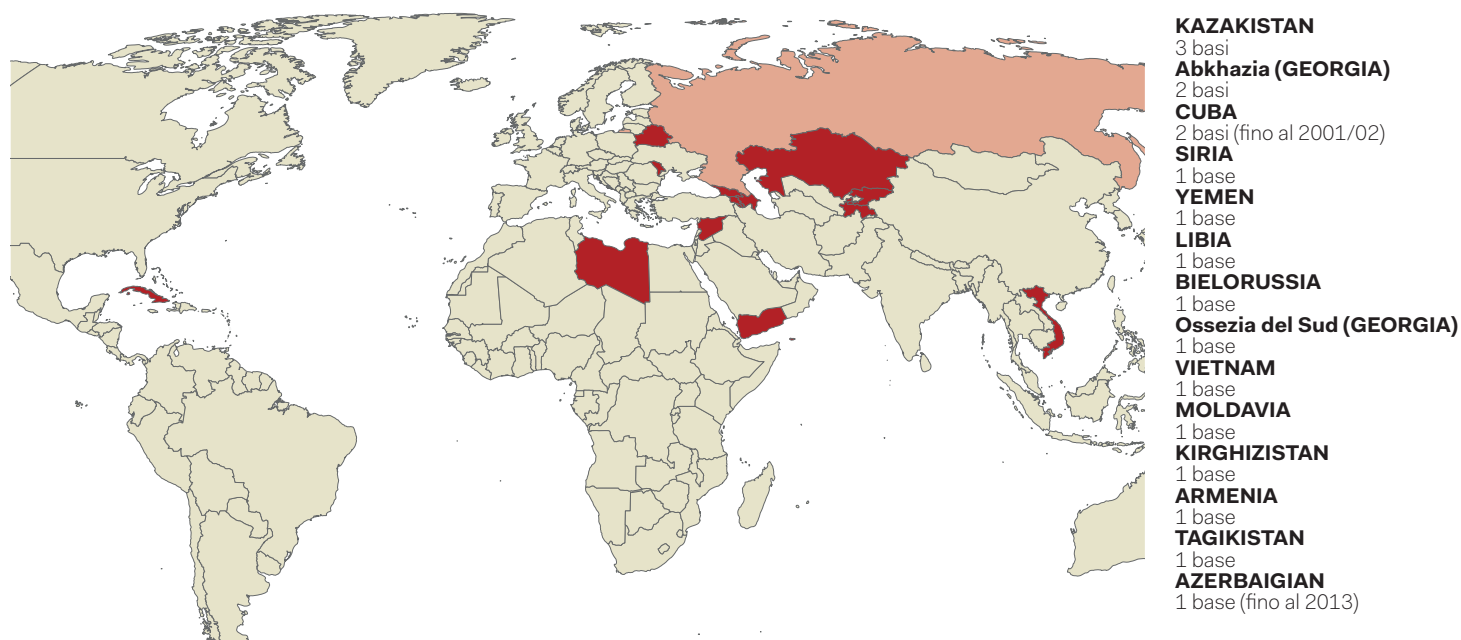 KAZAKISTAN
3 basi
Abkhazia (GEORGIA)
2 basi
CUBA
2 basi (fino al 2001/02)
SIRIA
1 base
YEMEN
1 base
LIBIA
1 base
BIELORUSSIA
1 base
Ossezia del Sud (GEORGIA)
1 base
VIETNAM
1 base
MOLDAVIA
1 base
KIRGHIZISTAN
1 base
ARMENIA
1 base
TAGIKISTAN
1 base
AZERBAIGIAN
1 base (fino al 2013)